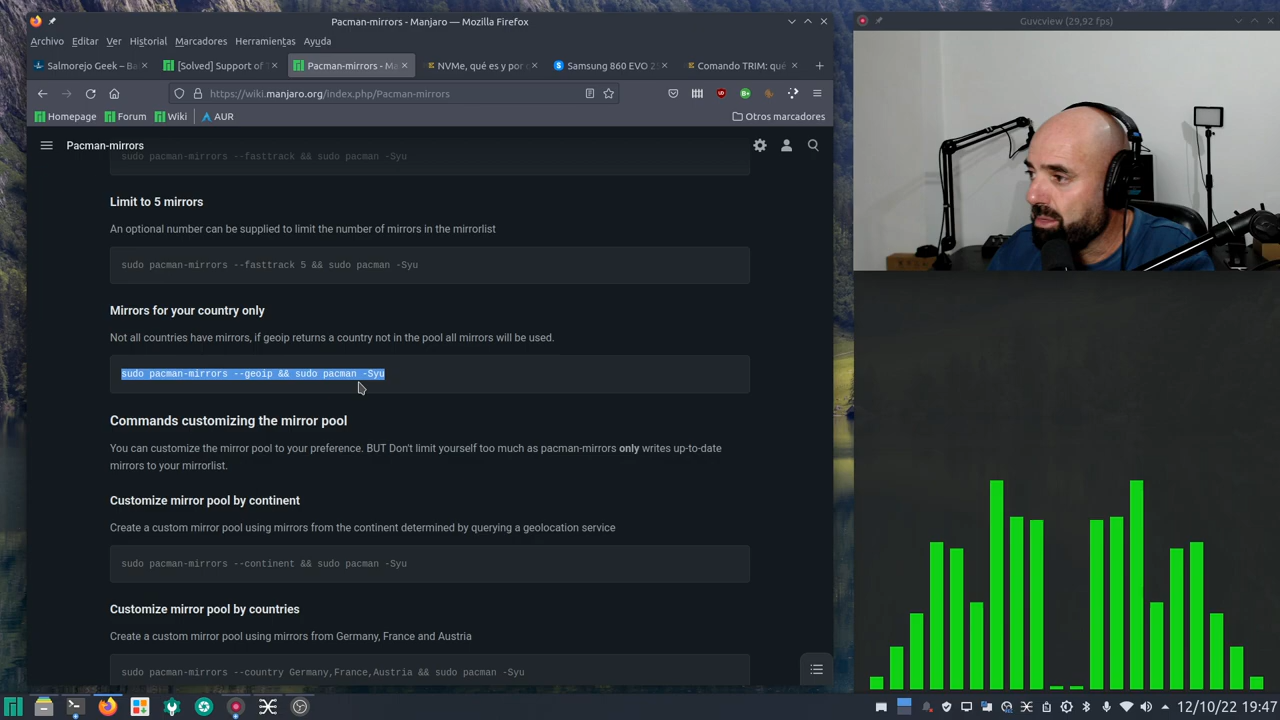 Pacman-mirrors - Manjaro — Mozilla Firefox
Guvcview (29,92 fps)
Archivo Editar Ver Historial Marcadores Herramientas Ayuda
Salmorejo Geek – Ba
[Solved] Support of T
Pacman-mirrors - Ma
NVMe, qué es y por c
Samsung 860 EVO 2
Comando TRIM: qu
https://wiki.manjaro.org/index.php/Pacman-mirrors
Homepage Forum Wiki AUR Otros marcadores
Pacman-mirrors
sudo pacman-mirrors --fasttrack && sudo pacman -Syu
Limit to 5 mirrors
An optional number can be supplied to limit the number of mirrors in the mirrorlist
sudo pacman-mirrors --fasttrack 5 && sudo pacman -Syu
Mirrors for your country only
Not all countries have mirrors, if geoip returns a country not in the pool all mirrors will be used.
sudo pacman-mirrors --geoip && sudo pacman -Syu
Commands customizing the mirror pool
You can customize the mirror pool to your preference. BUT Don't limit yourself too much as pacman-mirrors only writes up-to-date
mirrors to your mirrorlist.
Customize mirror pool by continent
Create a custom mirror pool using mirrors from the continent determined by querying a geolocation service
sudo pacman-mirrors --continent && sudo pacman -Syu
Customize mirror pool by countries
Create a custom mirror pool using mirrors from Germany, France and Austria
sudo pacman-mirrors --country Germany,France,Austria && sudo pacman -Syu
12/10/22 19:47